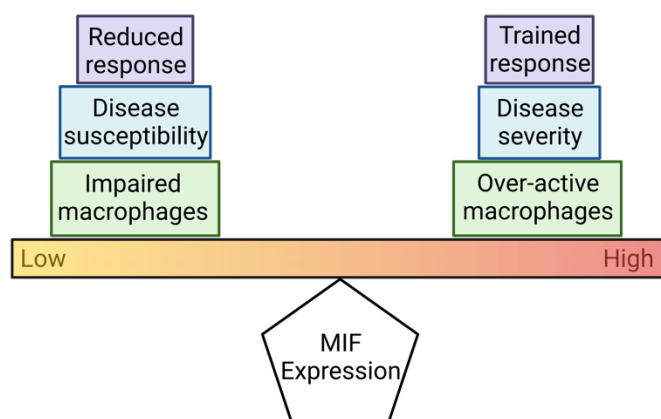 Reduced
response
Disease
susceptibility
Impaired
macrophages
Trained
response
Disease
severity
Over-active
macrophages
Low
High
MIF
Expression